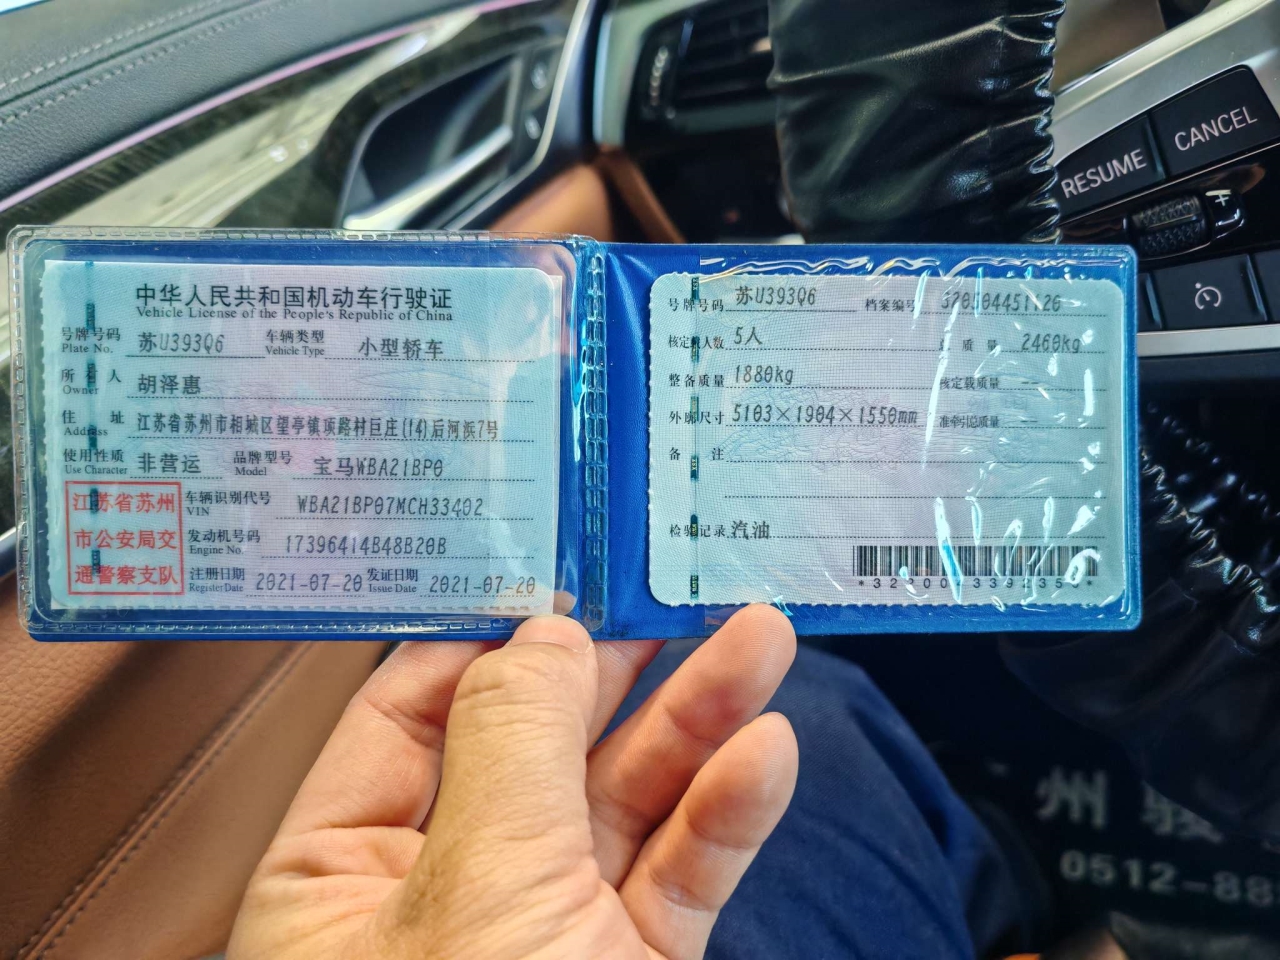 中华人民共和国机动车行驶证
Vehicle License of the People's Republic of China
号牌号码 苏U393Q6 车辆类型 小型轿车
Plate No. Vehicle Type
所有人 胡泽惠
Owner
住址 江苏省苏州市相城区望亭镇项路村巨庄(14)后河浜7号
Address
使用性质 非营运 品牌型号 宝马WBA21BP0
Use Character Model
江苏省苏州
市公安局交
通警察支队
车辆识别代号 WBA21BP07MCH33402
VIN
发动机号码 17396414B48B20B
Engine No.
注册日期 2021-07-20 发证日期 2021-07-20
Register Date Issue Date
号牌号码 苏U393Q6 档案编号
核定载人数 5人 总质量 2460kg
整备质量 1880kg 核定载质量 --
外廓尺寸 5103×1904×1550mm 准牵引总质量 --
备注
检验记录 汽油
RESUME
CANCEL
州
0512-88